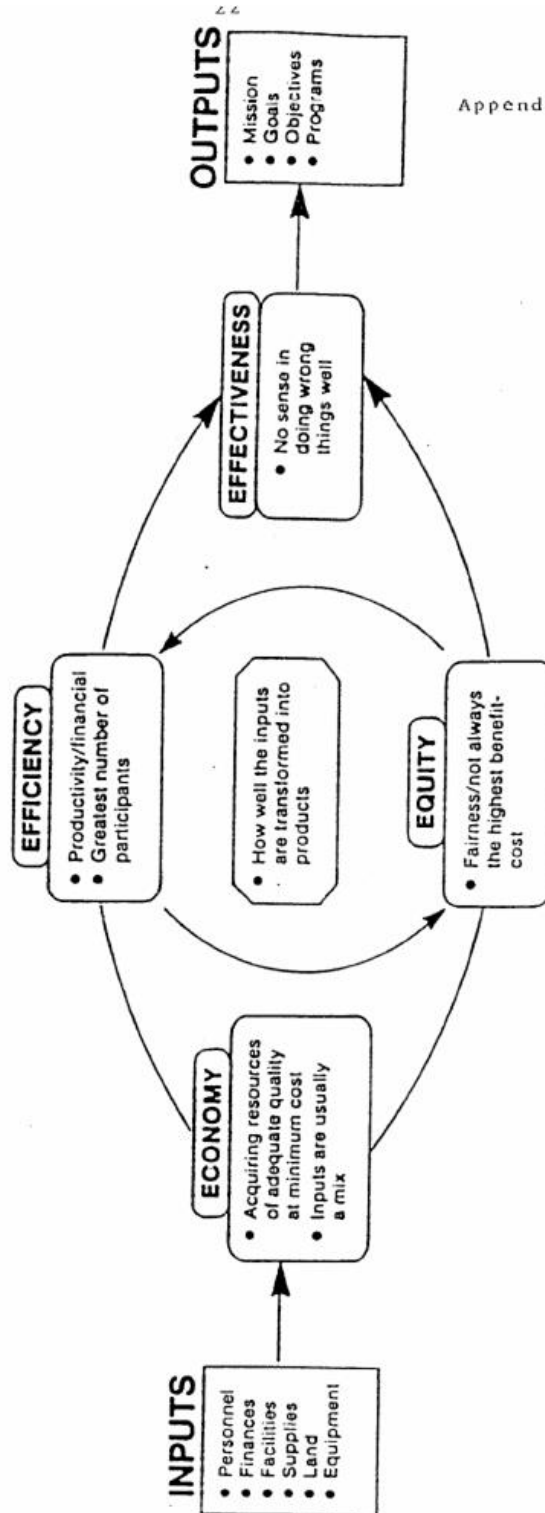 INPUTS
• Personnel
• Finances
• Facilities
• Supplies
• Land
• Equipment
ECONOMY
• Acquiring resources
of adequate quality
at minimum cost
• Inputs are usually
a mix
EFFICIENCY
• Productivity/financial
• Greatest number of
participants
• How well the inputs
are transformed into
products
EQUITY
• Fairness/not always
the highest benefit-
cost
EFFECTIVENESS
• No sense in
doing wrong
things well
OUTPUTS
• Mission
• Goals
• Objectives
• Programs
Append